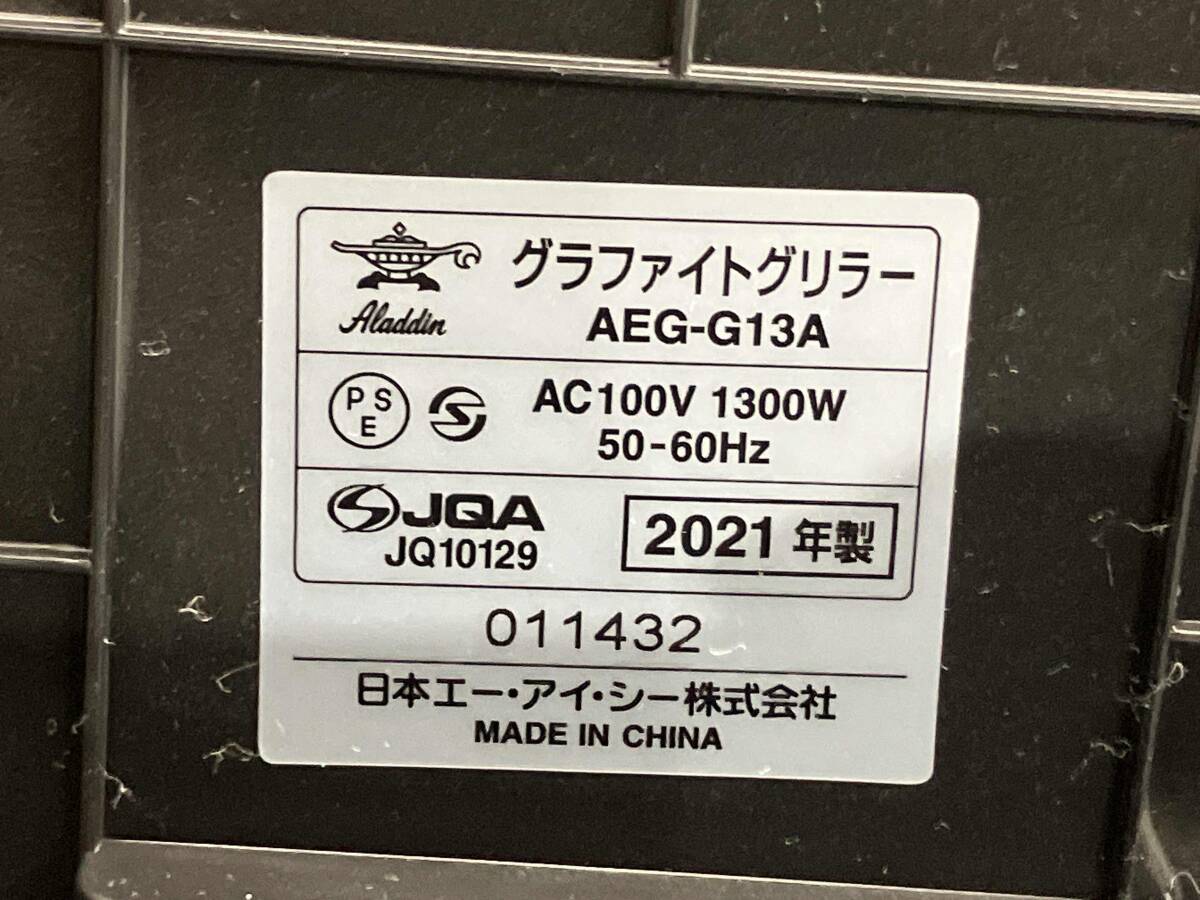 Aladdin
グラファイトグリラー
AEG-G13A
PSE
AC100V 1300W
50-60Hz
JQA
JQ10129
2021 年製
011432
日本エー・アイ・シー株式会社
MADE IN CHINA